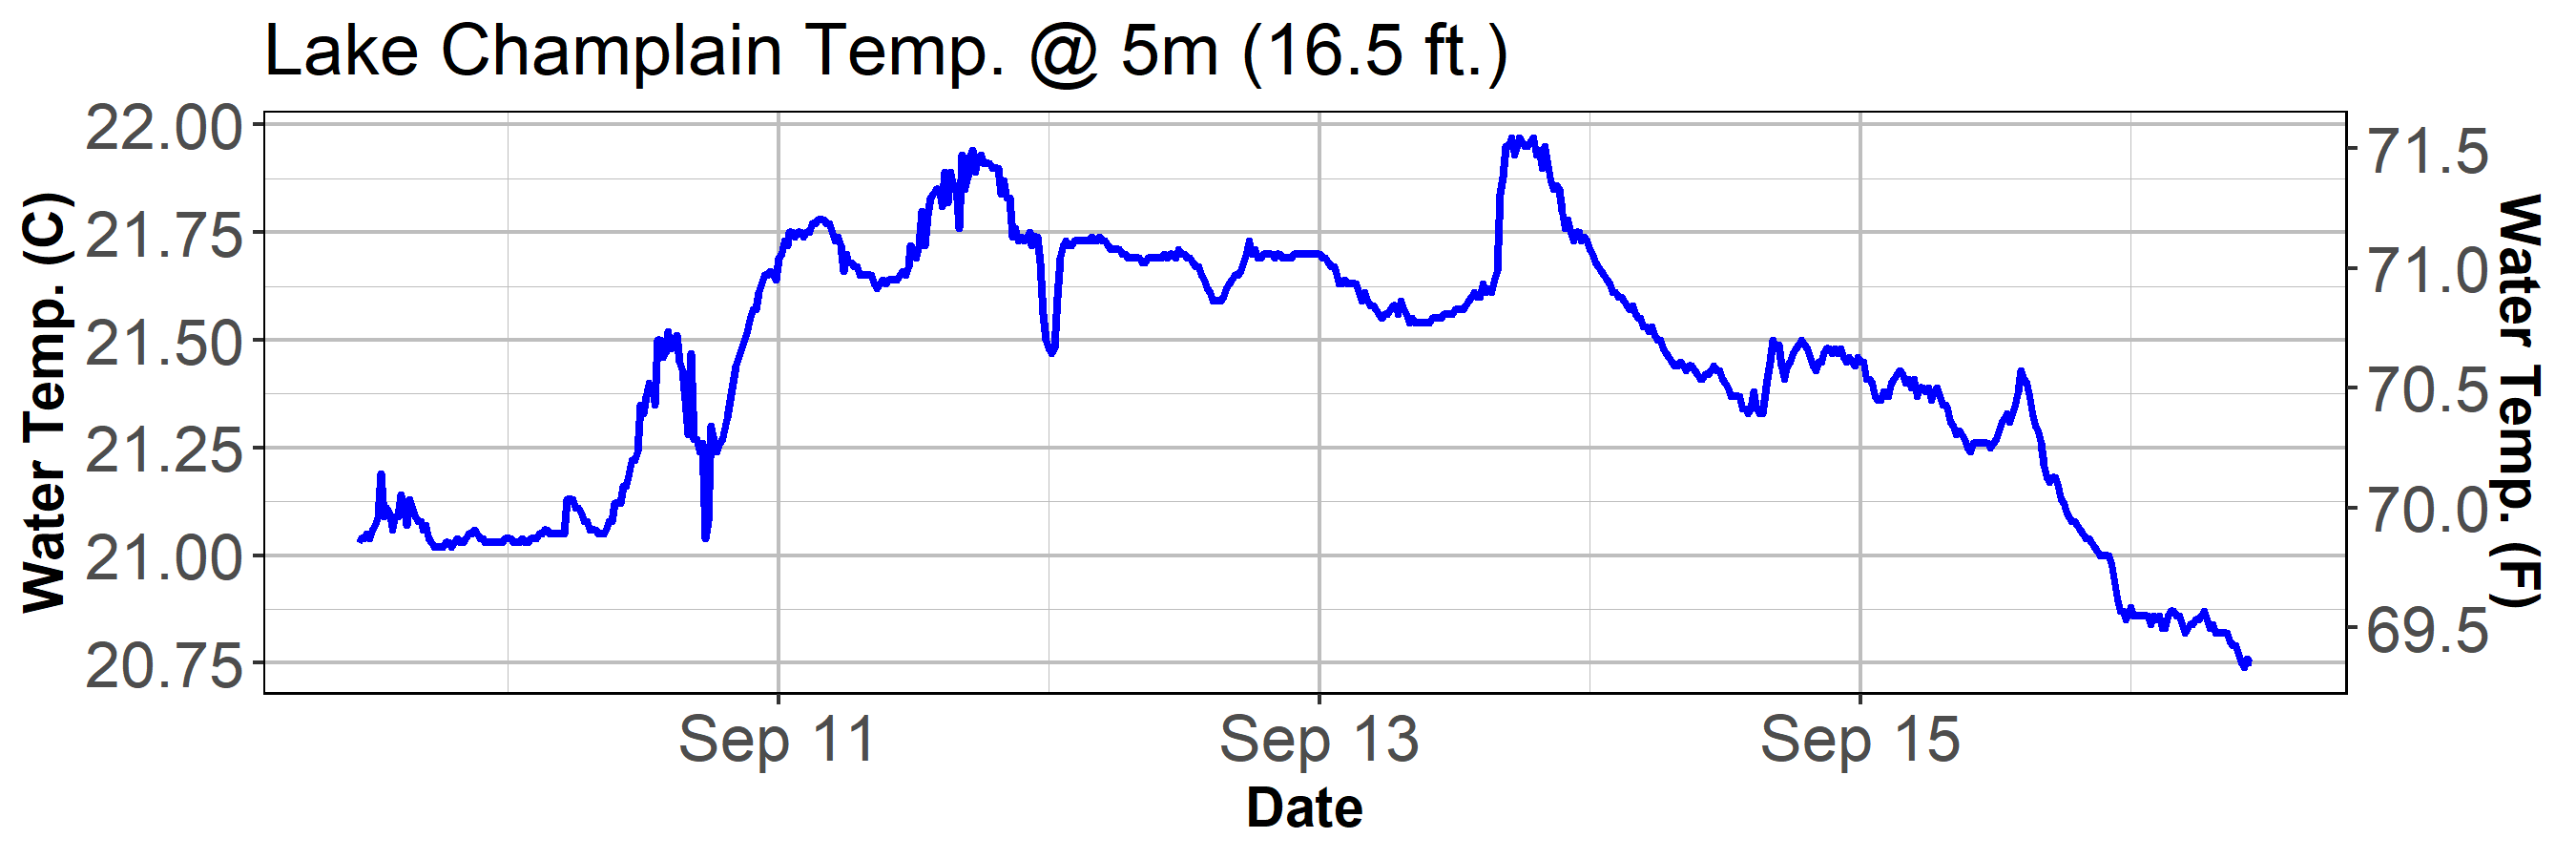 Lake Champlain Temp. @ 5m (16.5 ft.)
Water Temp. (C)
22.00
21.75
21.50
21.25
21.00
20.75
71.5
71.0
70.5
70.0
69.5
Water Temp. (F)
Sep 11
Sep 13
Sep 15
Date